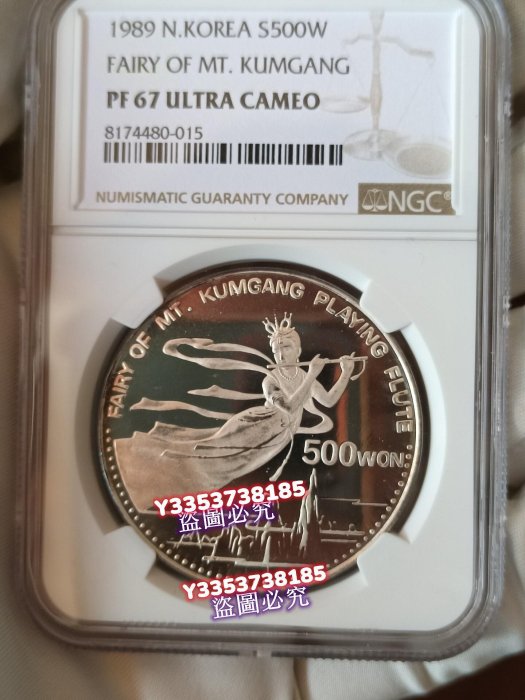 1989 N.KOREA S500W
FAIRY OF MT. KUMGANG
PF 67 ULTRA CAMEO
8174480-015
NUMISMATIC GUARANTY COMPANY
NGC®
FAIRY OF MT. KUMGANG PLAYING FLUTE
500WON
Y3353738185
盜圖必究
Y3353738185
盜圖必究